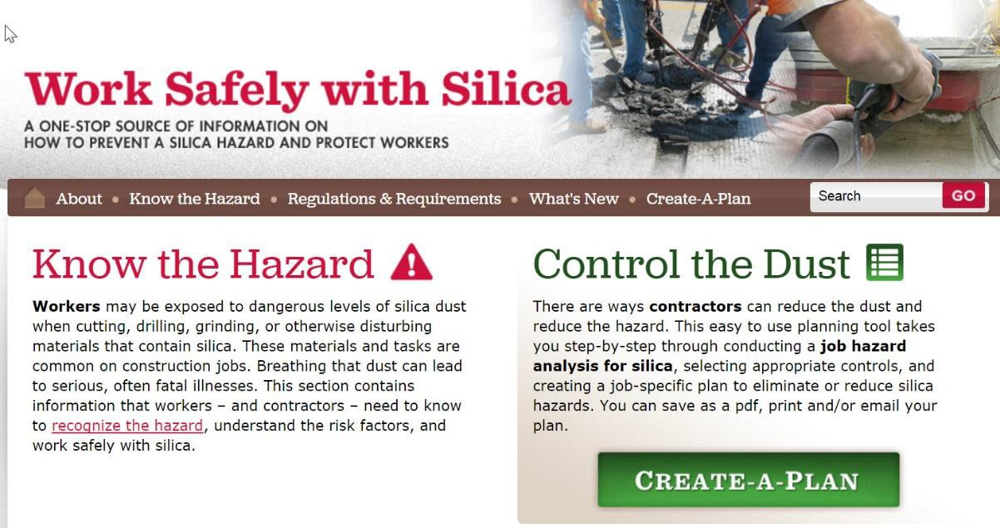 Work Safely with Silica
A ONE-STOP SOURCE OF INFORMATION ON
HOW TO PREVENT A SILICA HAZARD AND PROTECT WORKERS
About • Know the Hazard • Regulations & Requirements • What's New • Create-A-Plan
Search GO
Know the Hazard
Workers may be exposed to dangerous levels of silica dust
when cutting, drilling, grinding, or otherwise disturbing
materials that contain silica. These materials and tasks are
common on construction jobs. Breathing that dust can lead
to serious, often fatal illnesses. This section contains
information that workers – and contractors – need to know
to recognize the hazard, understand the risk factors, and
work safely with silica.
Control the Dust
There are ways contractors can reduce the dust and
reduce the hazard. This easy to use planning tool takes
you step-by-step through conducting a job hazard
analysis for silica, selecting appropriate controls, and
creating a job-specific plan to eliminate or reduce silica
hazards. You can save as a pdf, print and/or email your
plan.
CREATE-A-PLAN